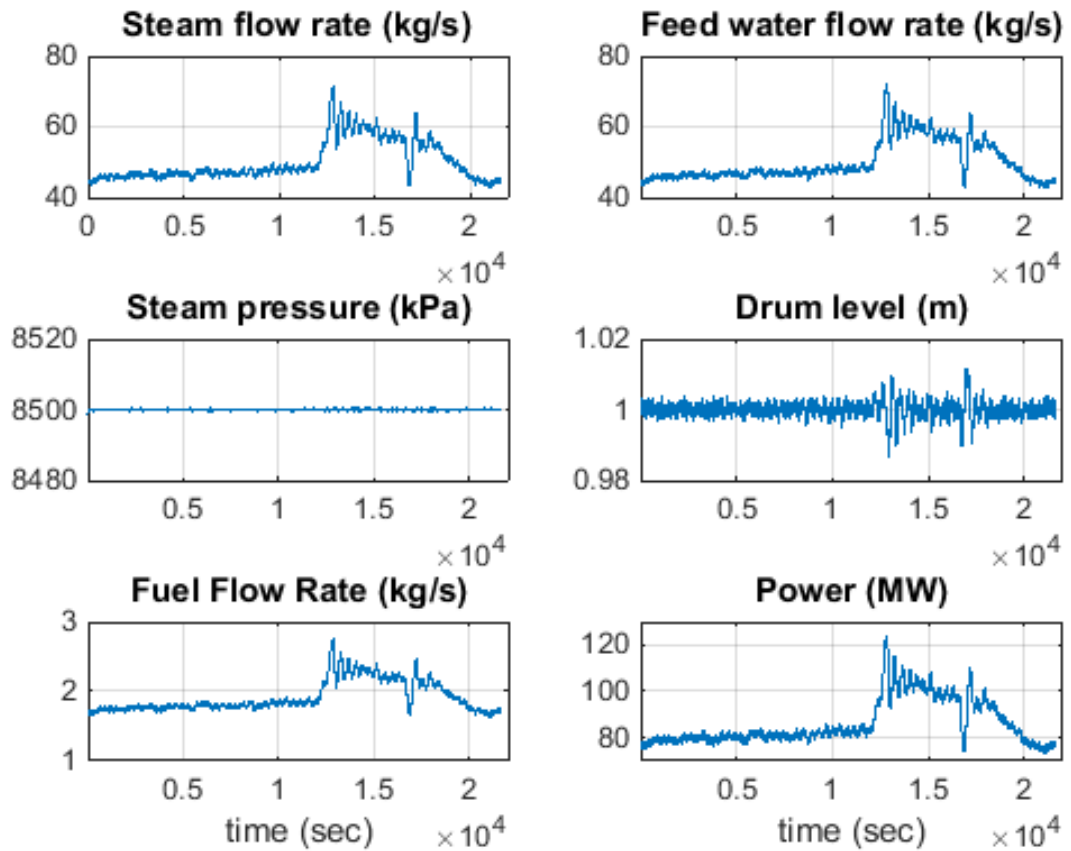 Steam flow rate (kg/s)
80
60
40
0 0.5 1 1.5 2
×10^4
Feed water flow rate (kg/s)
80
60
40
0.5 1 1.5 2
×10^4
Steam pressure (kPa)
8520
8500
8480
0.5 1 1.5 2
×10^4
Drum level (m)
1.02
1
0.98
0.5 1 1.5 2
×10^4
Fuel Flow Rate (kg/s)
3
2
1
0.5 1 1.5 2
time (sec) ×10^4
Power (MW)
120
100
80
0.5 1 1.5 2
time (sec) ×10^4